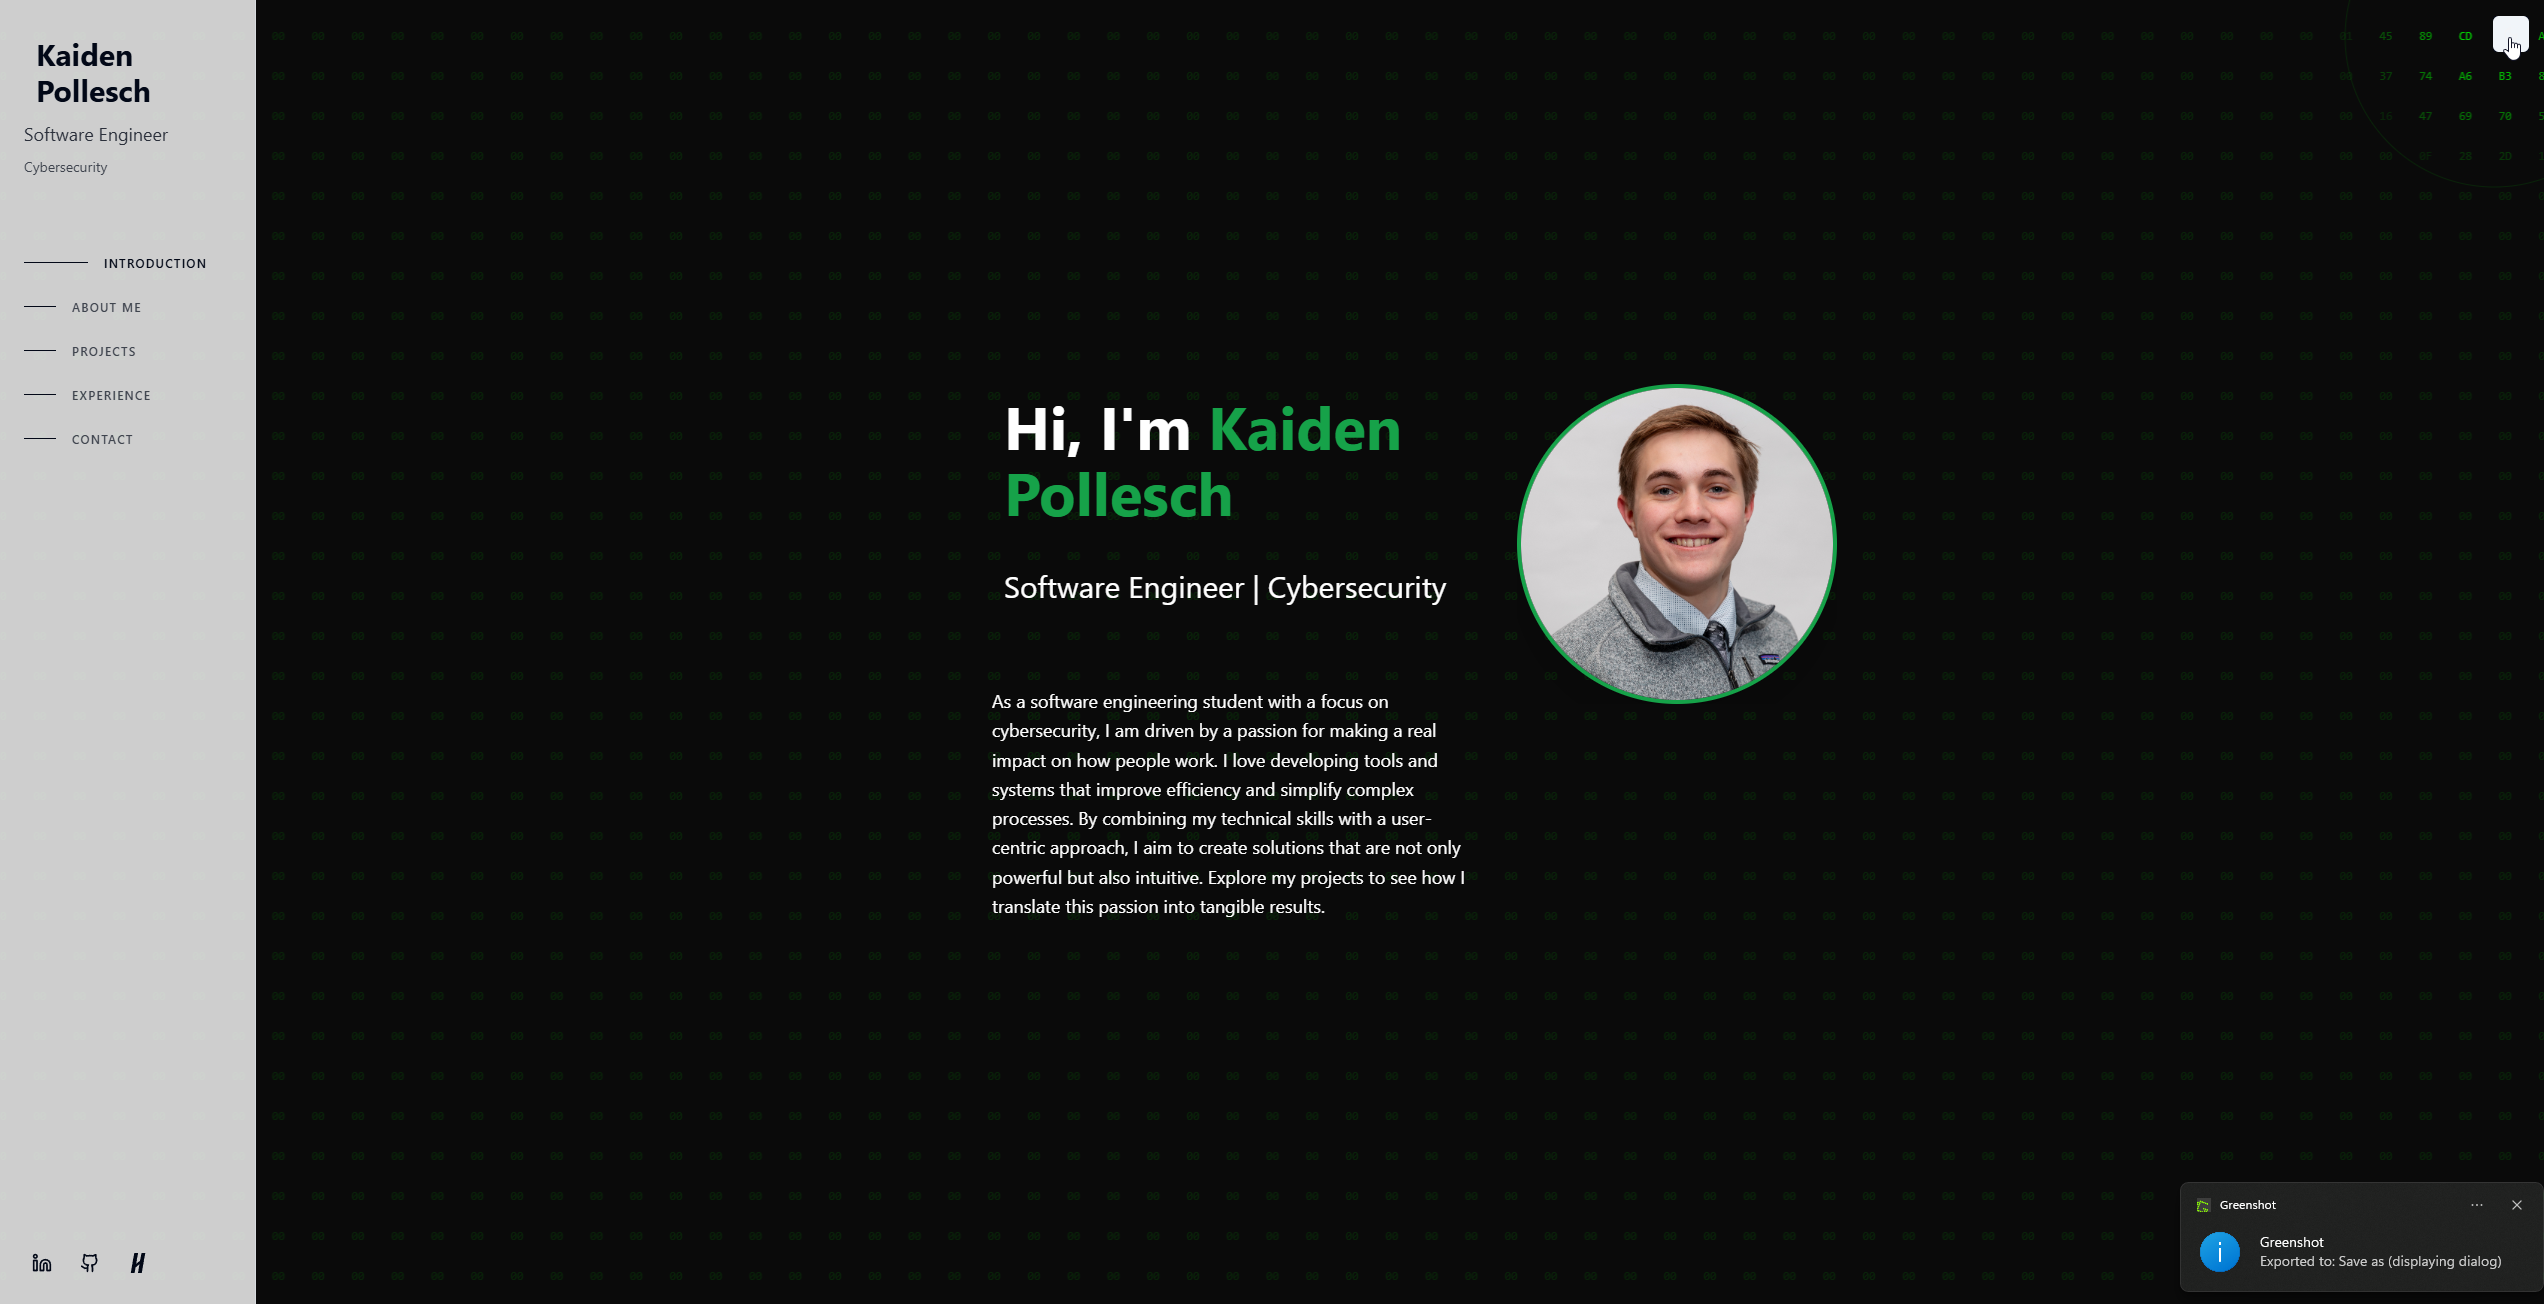 Kaiden
Pollesch
Software Engineer
Cybersecurity
INTRODUCTION
ABOUT ME
PROJECTS
EXPERIENCE
CONTACT
45 89 CD
37 74 A6 B3
16 47 69 70
0F 28 2D
Hi, I'm Kaiden
Pollesch
Software Engineer | Cybersecurity
As a software engineering student with a focus on
cybersecurity, I am driven by a passion for making a real
impact on how people work. I love developing tools and
systems that improve efficiency and simplify complex
processes. By combining my technical skills with a user-
centric approach, I aim to create solutions that are not only
powerful but also intuitive. Explore my projects to see how I
translate this passion into tangible results.
in
H
Greenshot
Greenshot
Exported to: Save as (displaying dialog)